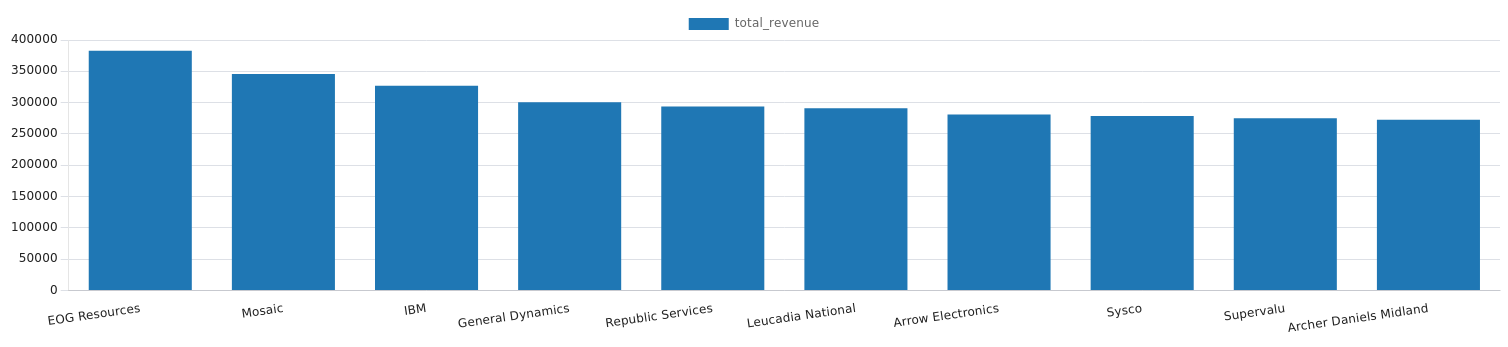 total_revenue
400000
350000
300000
250000
200000
150000
100000
50000
0
EOG Resources
Mosaic
IBM
General Dynamics
Republic Services
Leucadia National
Arrow Electronics
Sysco
Supervalu
Archer Daniels Midland